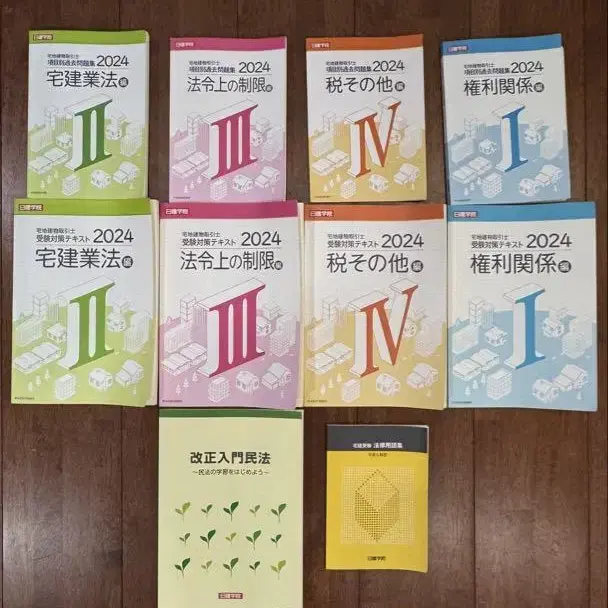 日建学院
宅地建物取引士
項目別過去問題集 2024
宅建業法 編
II
日建学院
宅地建物取引士
項目別過去問題集 2024
法令上の制限 編
III
日建学院
宅地建物取引士
項目別過去問題集 2024
税その他 編
IV
日建学院
宅地建物取引士
項目別過去問題集 2024
権利関係 編
I
日建学院
宅地建物取引士
受験対策テキスト 2024
宅建業法 編
II
日建学院
宅地建物取引士
受験対策テキスト 2024
法令上の制限 編
III
日建学院
宅地建物取引士
受験対策テキスト 2024
税その他 編
IV
日建学院
宅地建物取引士
受験対策テキスト 2024
権利関係 編
I
改正入門民法
~民法の学習をはじめよう~
日建学院
宅建受験 法律用語集
日建学院